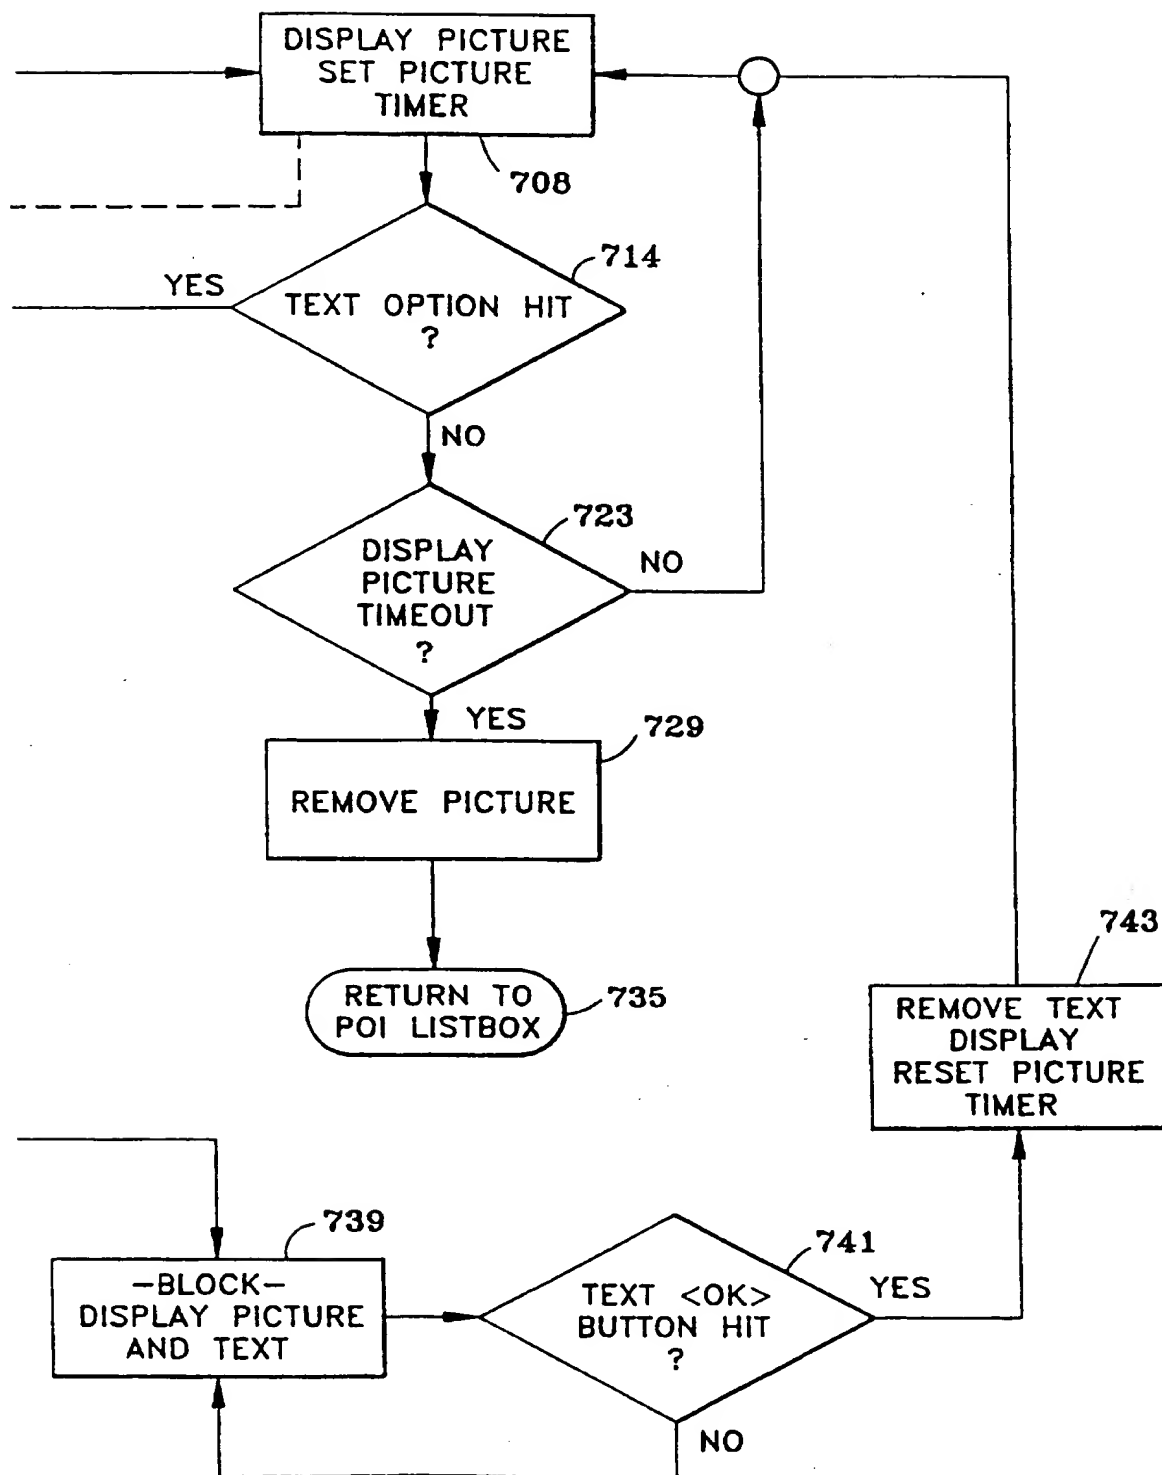 DISPLAY PICTURE
SET PICTURE
TIMER
708
714
YES
TEXT OPTION HIT
?
NO
723
DISPLAY
PICTURE
TIMEOUT
?
NO
YES
729
REMOVE PICTURE
RETURN TO
POI LISTBOX
735
743
REMOVE TEXT
DISPLAY
RESET PICTURE
TIMER
739
-BLOCK-
DISPLAY PICTURE
AND TEXT
741
TEXT <OK>
BUTTON HIT
?
YES
NO